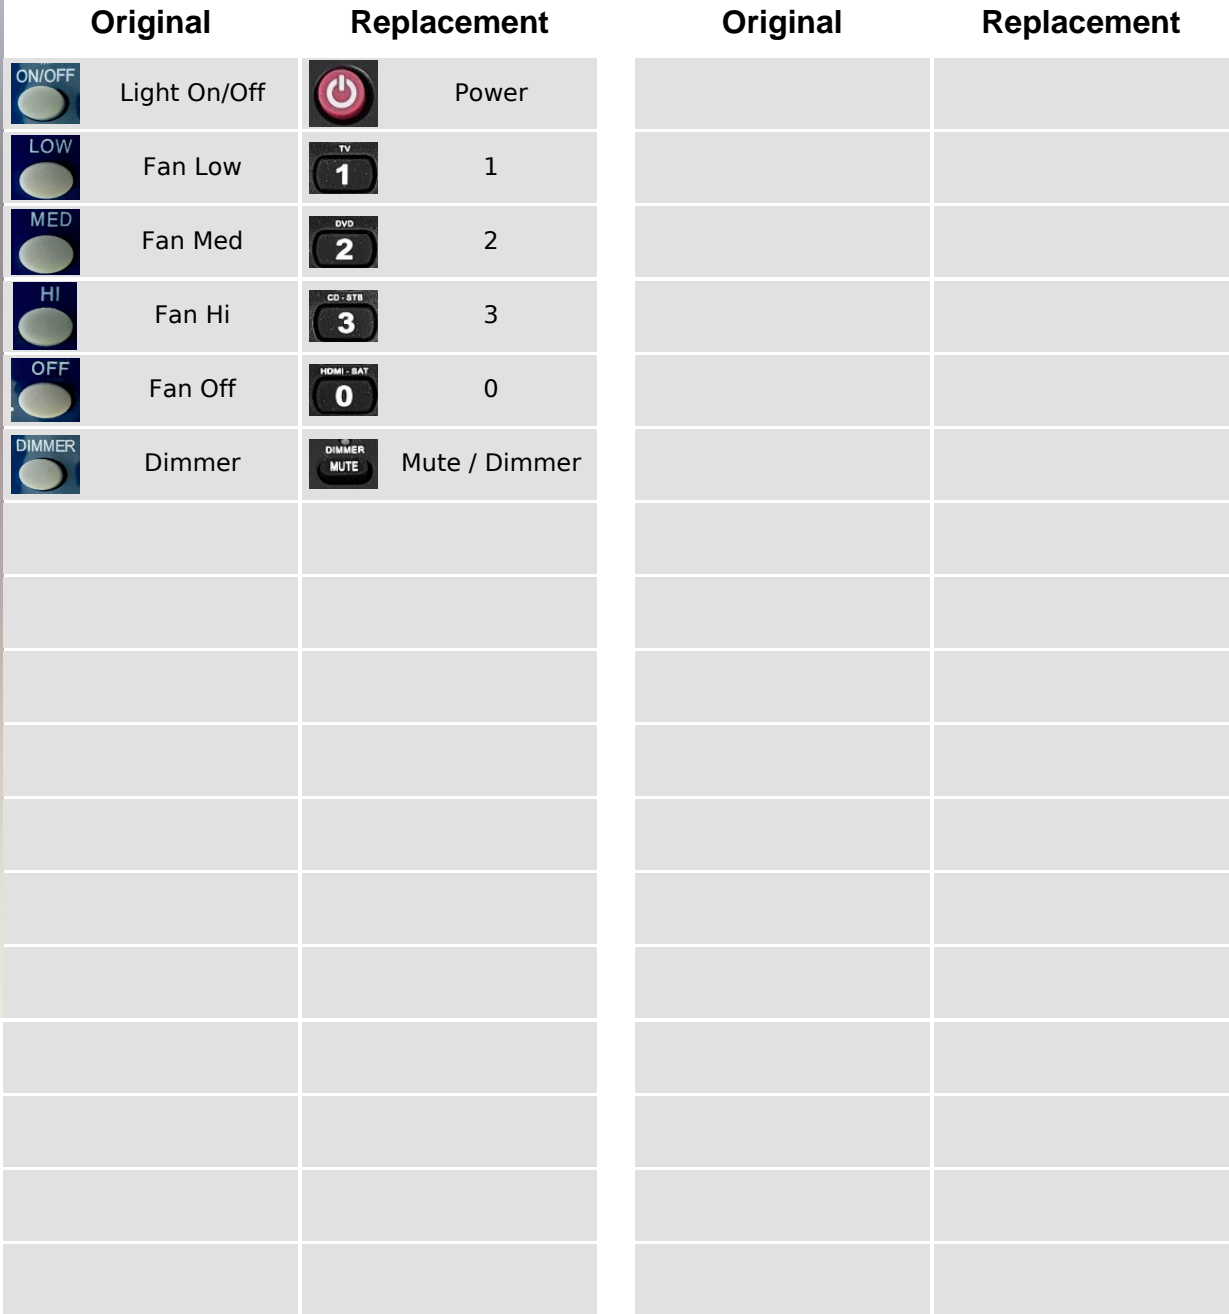 Original Replacement Original Replacement
ON/OFF Light On/Off Power
LOW Fan Low TV 1 1
MED Fan Med DVD 2 2
HI Fan Hi CD - STB 3 3
OFF Fan Off HDMI - SAT 0 0
DIMMER Dimmer DIMMER MUTE Mute / Dimmer